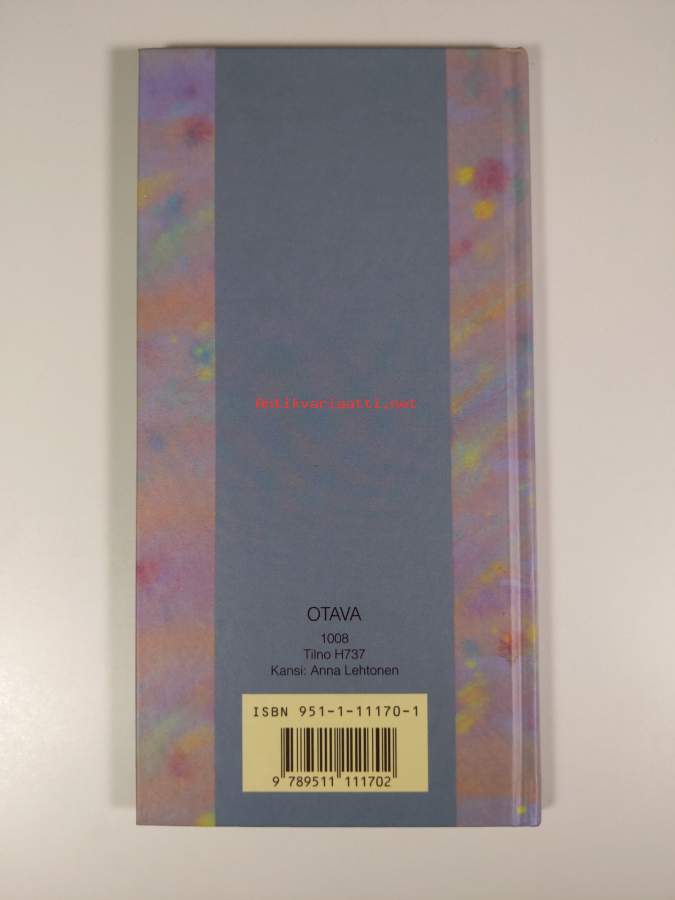 Antikvariaatti.net
OTAVA
1008
Tilno H737
Kansi: Anna Lehtonen
ISBN 951-1-11170-1
9 789511 111702